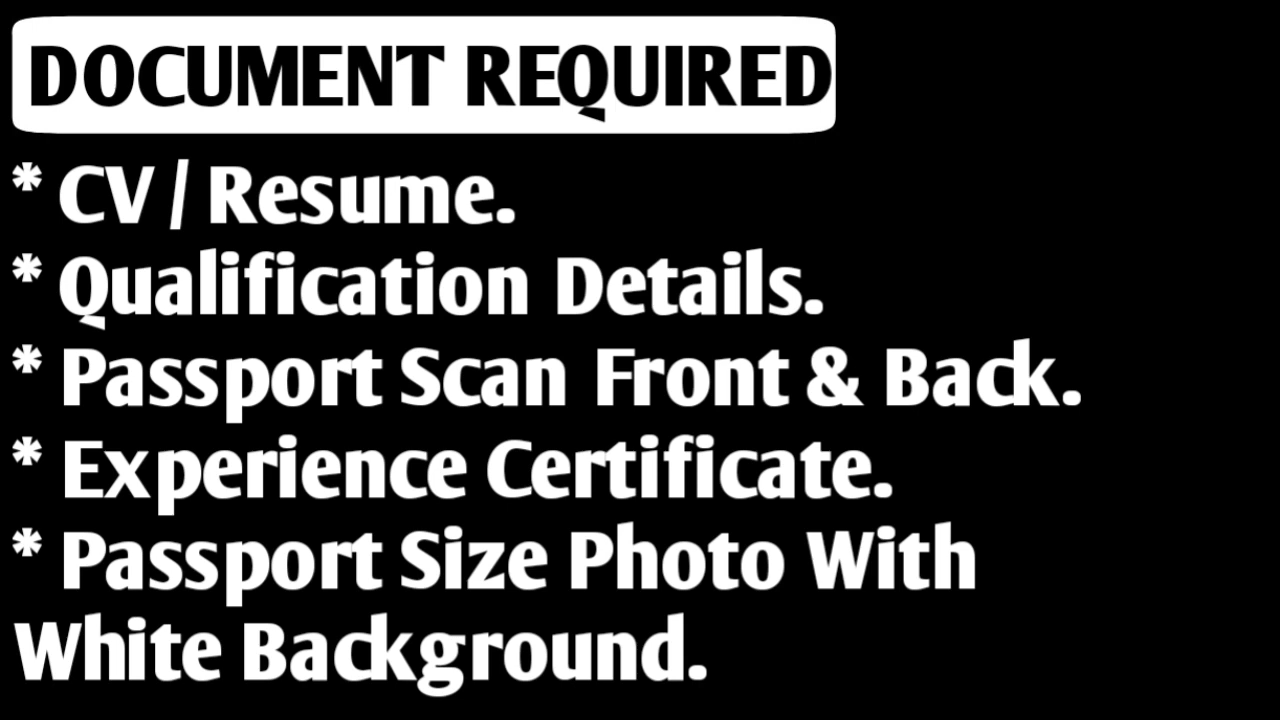 DOCUMENT REQUIRED
* CV / Resume.
* Qualification Details.
* Passport Scan Front & Back.
* Experience Certificate.
* Passport Size Photo With
White Background.